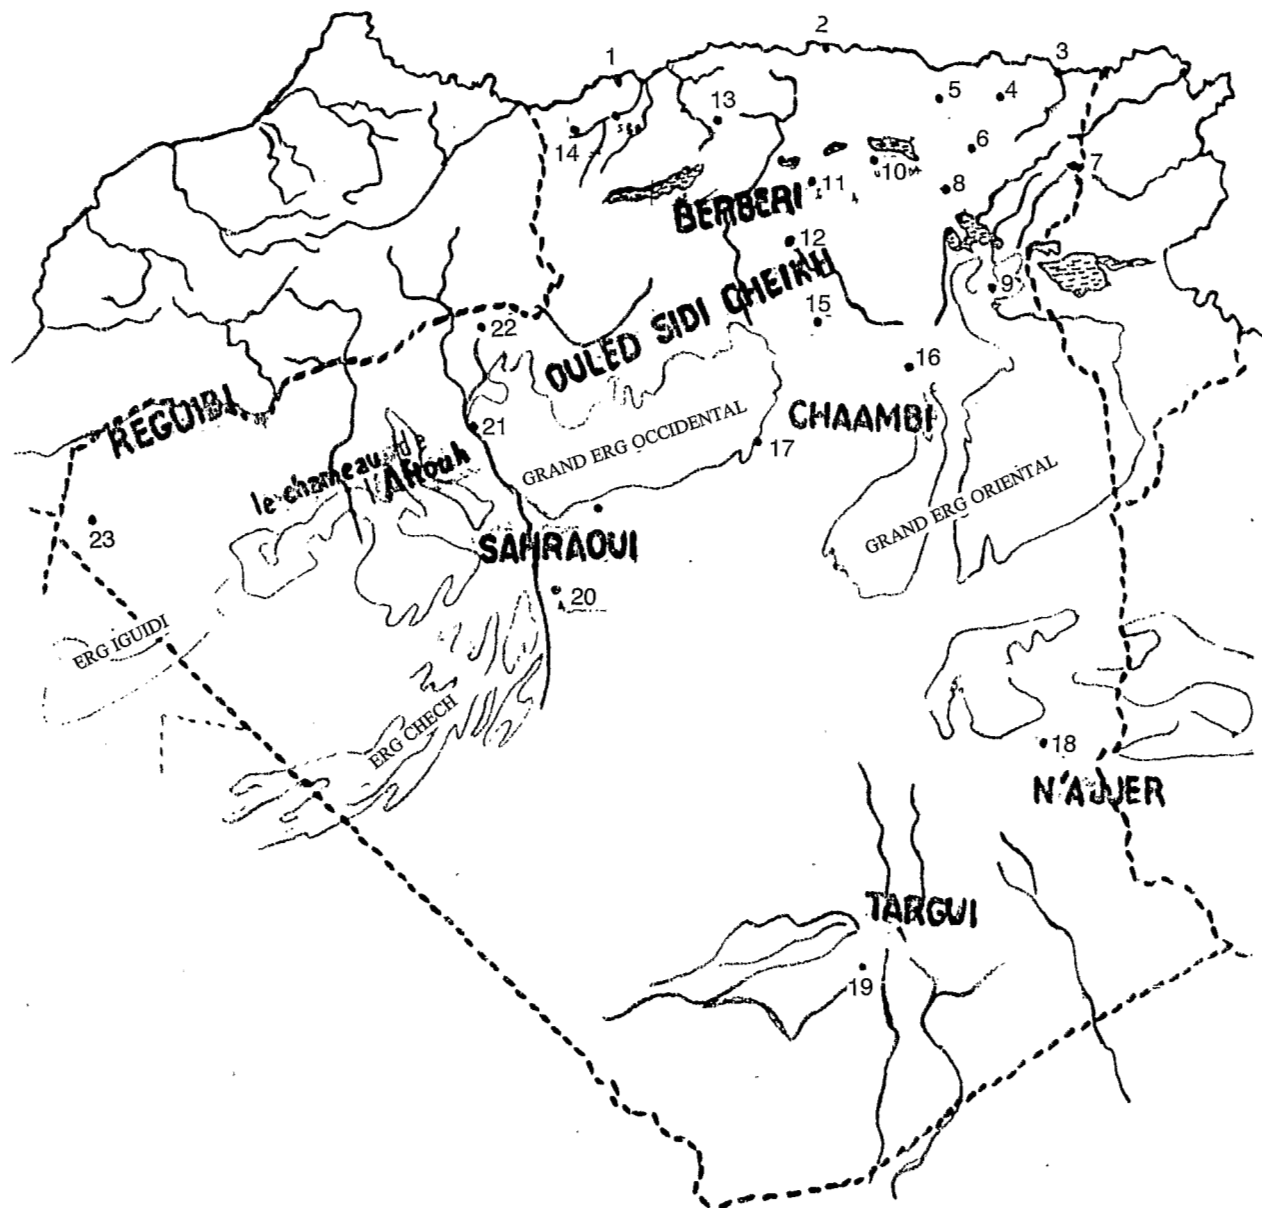 1
2
3
4
5
6
7
8
9
10
11
12
13
14
15
16
17
18
19
20
21
22
23
BERBERI
OULED SIDI CHEIKH
REGUIBI
CHAAMBI
GRAND ERG OCCIDENTAL
GRAND ERG ORIENTAL
le chameau de
l'Aftouh
SAHRAOUI
ERG IGUIDI
ERG CHECH
N'AJJER
TARGUI